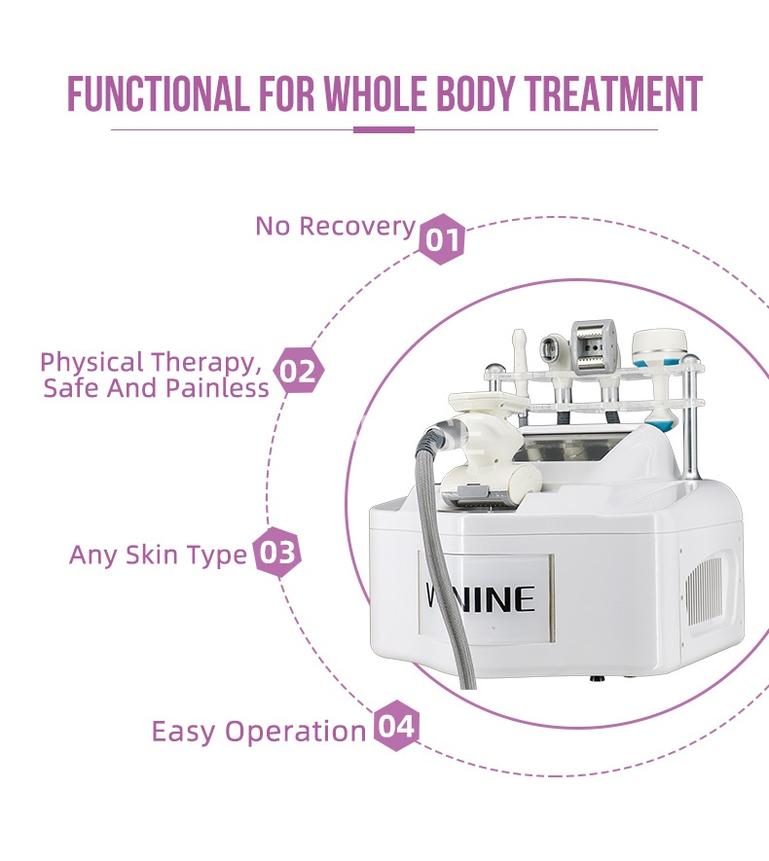 FUNCTIONAL FOR WHOLE BODY TREATMENT
No Recovery 01
Physical Therapy, 02
Safe And Painless
Any Skin Type 03
NINE
Easy Operation 04